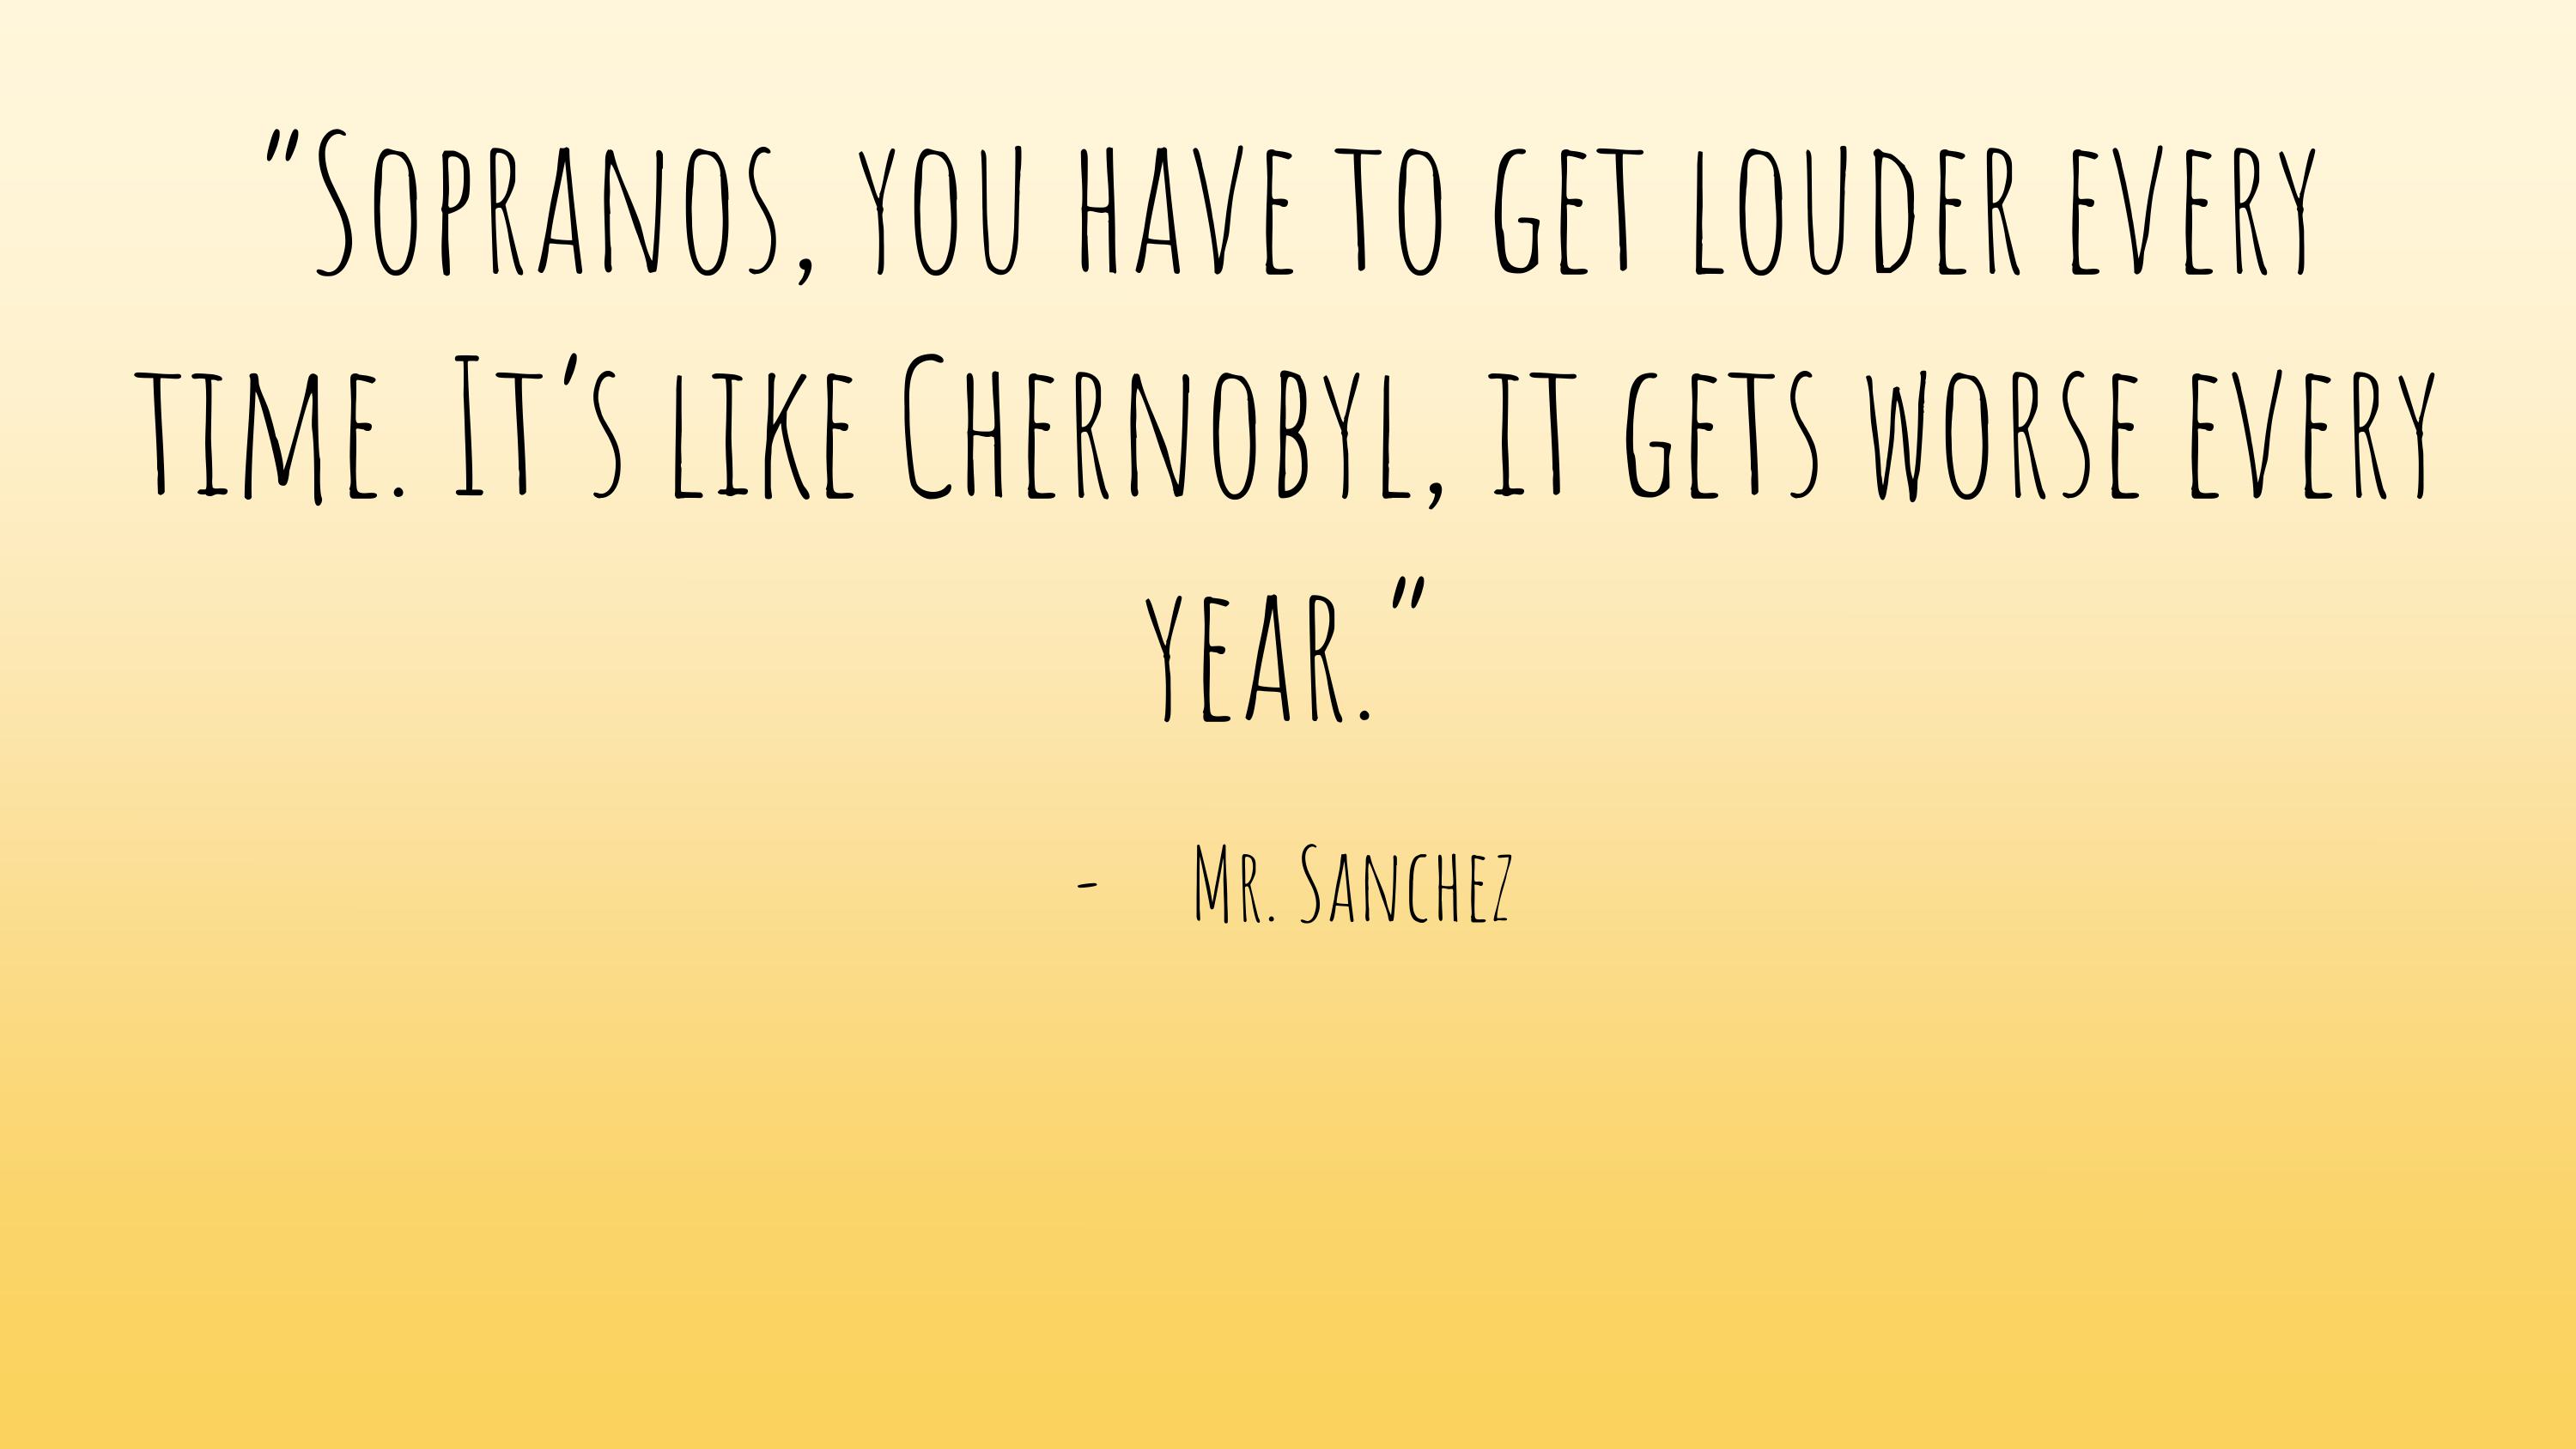 "Sopranos, you have to get louder every
time. It's like Chernobyl, it gets worse every
year."
- Mr. Sanchez